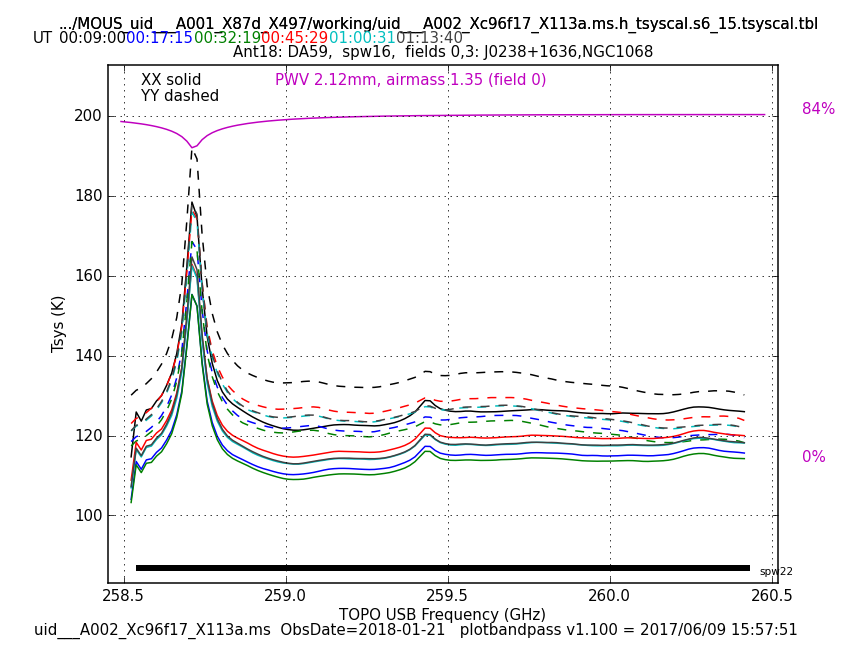 .../MOUS_uid___A001_X87d_X497/working/uid___A002_Xc96f17_X113a.ms.h_tsyscal.s6_15.tsyscal.tbl
UT 00:09:00 00:17:15 00:32:19 00:45:29 01:00:31 01:13:40
Ant18: DA59, spw16, fields 0,3: J0238+1636,NGC1068
XX solid PWV 2.12mm, airmass 1.35 (field 0)
YY dashed
84%
200
180
160
140
120
100
Tsys (K)
0%
spw22
258.5 259.0 259.5 260.0 260.5
TOPO USB Frequency (GHz)
uid___A002_Xc96f17_X113a.ms ObsDate=2018-01-21 plotbandpass v1.100 = 2017/06/09 15:57:51